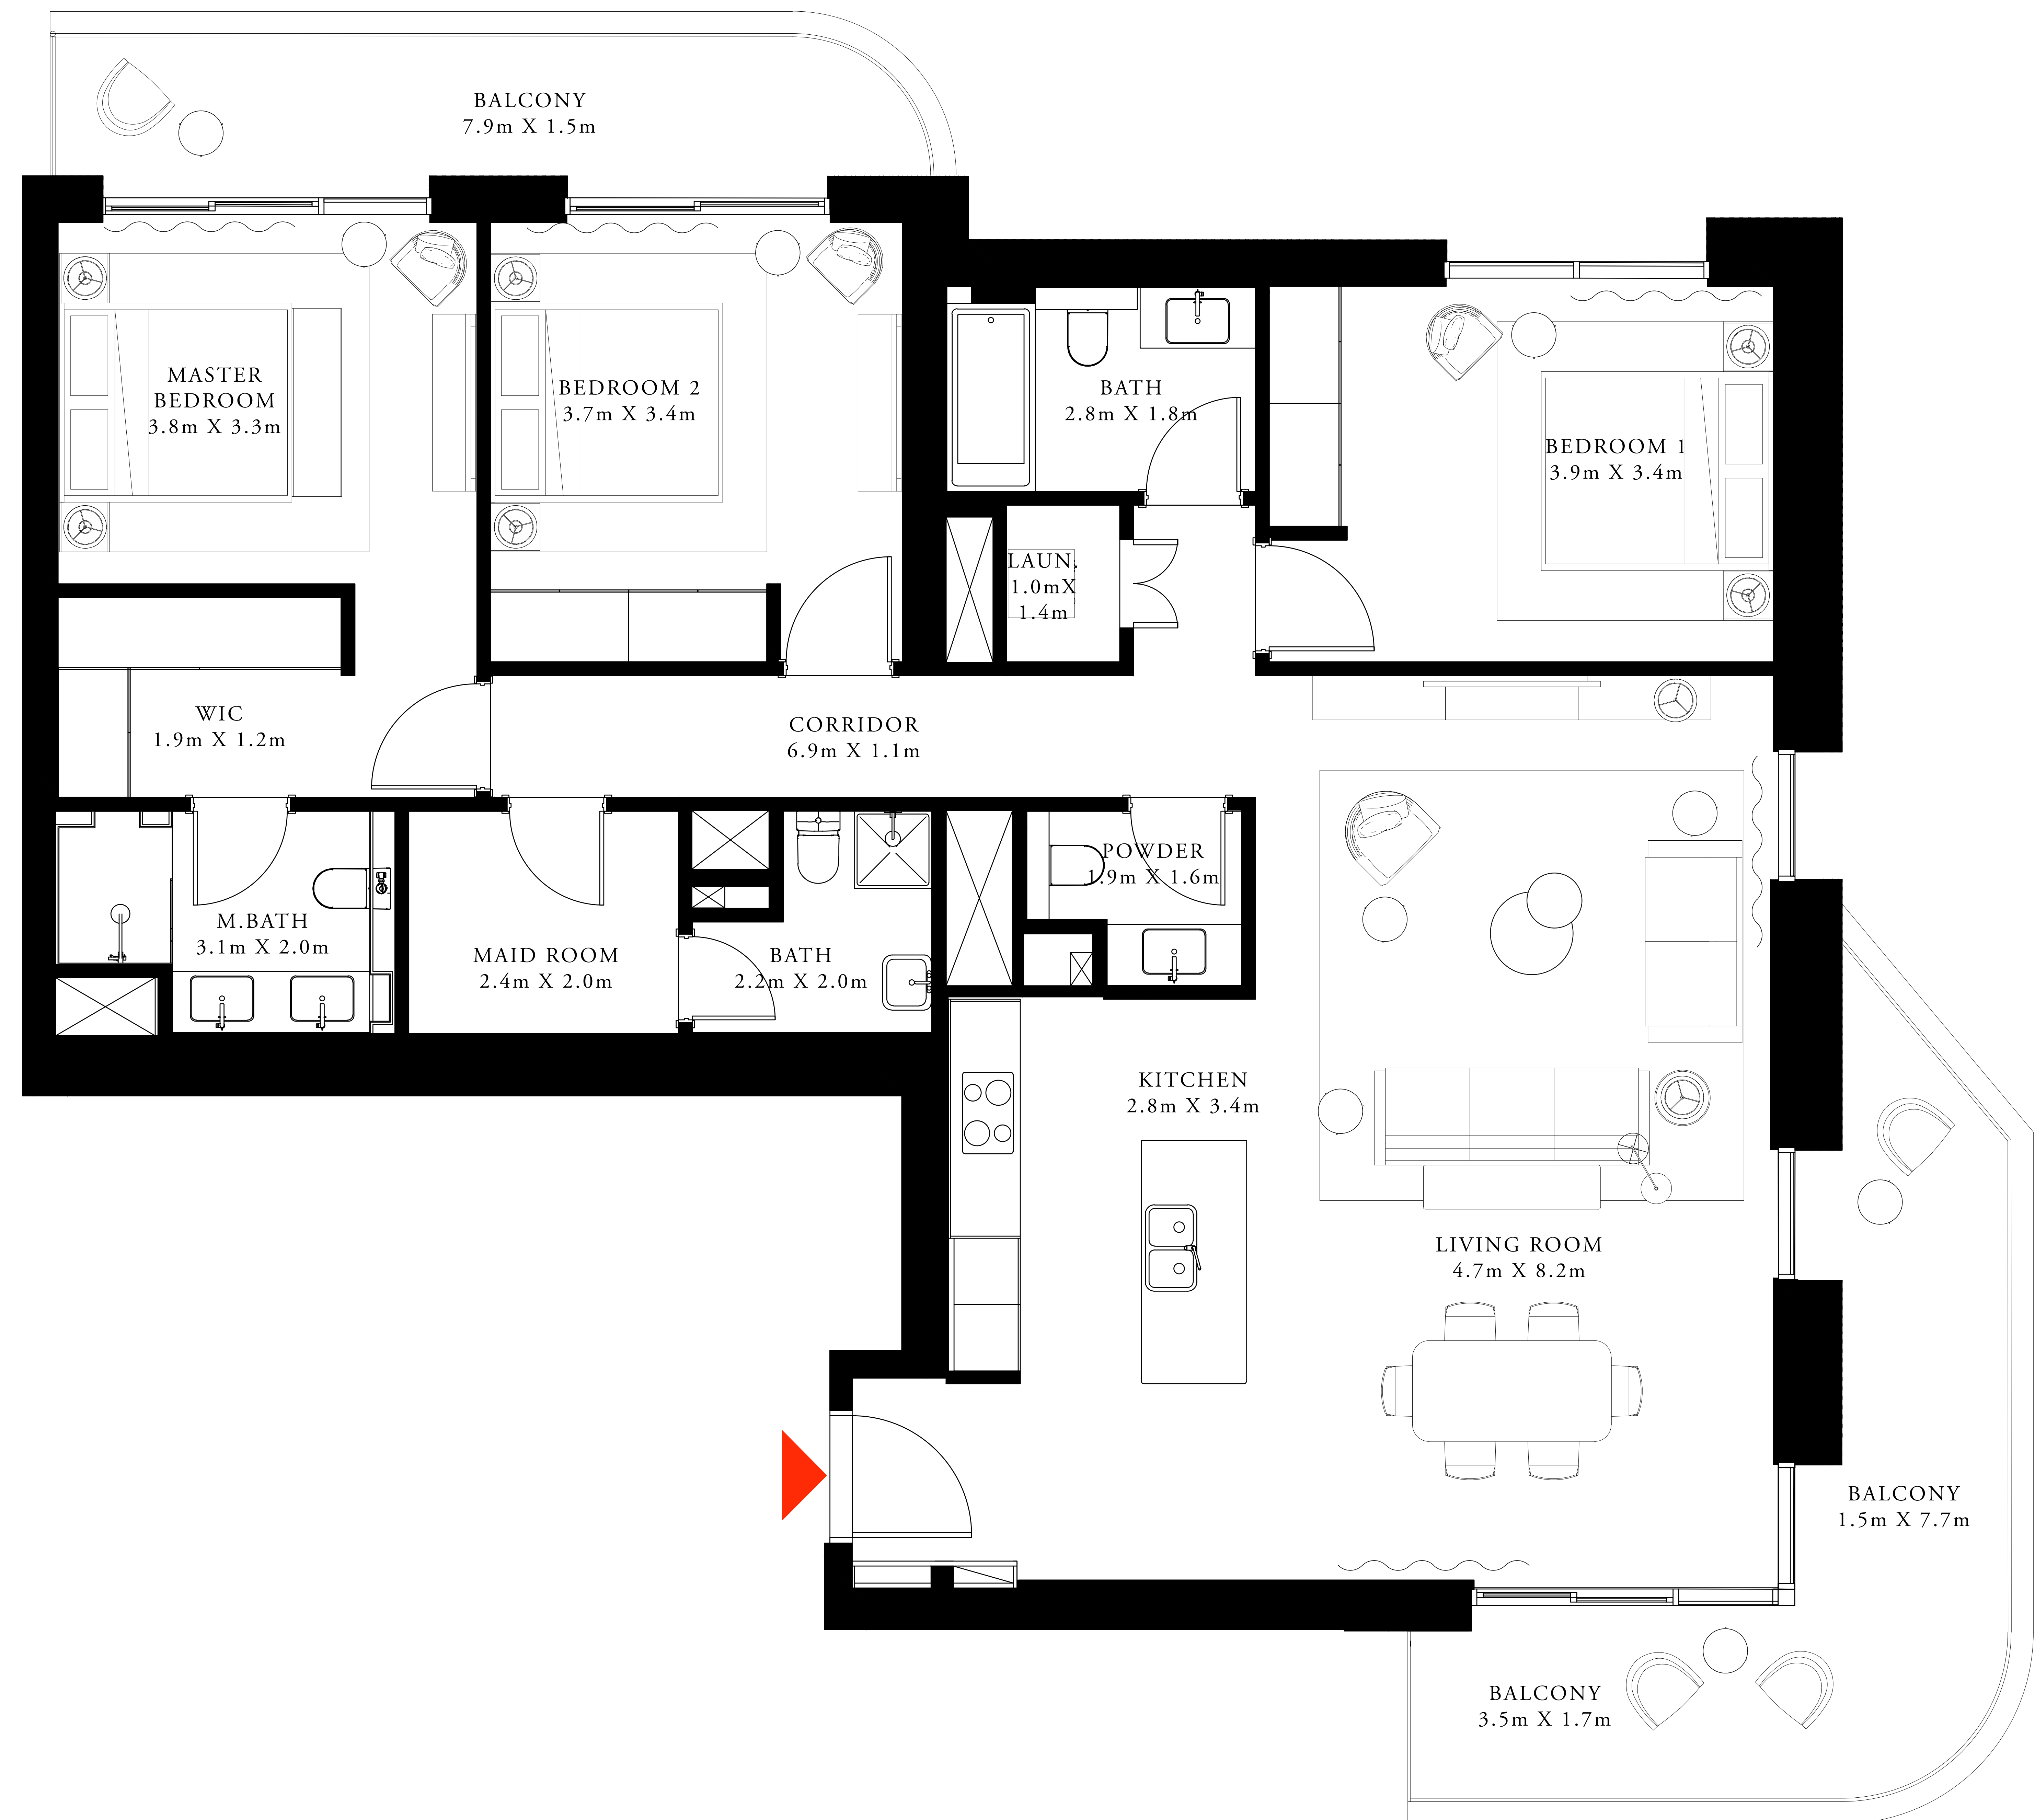 BALCONY
7.9m X 1.5m
MASTER
BEDROOM
3.8m X 3.3m
BEDROOM 2
3.7m X 3.4m
BATH
2.8m X 1.8m
BEDROOM 1
3.9m X 3.4m
LAUN.
1.0mX
1.4m
WIC
1.9m X 1.2m
CORRIDOR
6.9m X 1.1m
M.BATH
3.1m X 2.0m
MAID ROOM
2.4m X 2.0m
BATH
2.2m X 2.0m
POWDER
1.9m X 1.6m
KITCHEN
2.8m X 3.4m
LIVING ROOM
4.7m X 8.2m
BALCONY
1.5m X 7.7m
BALCONY
3.5m X 1.7m